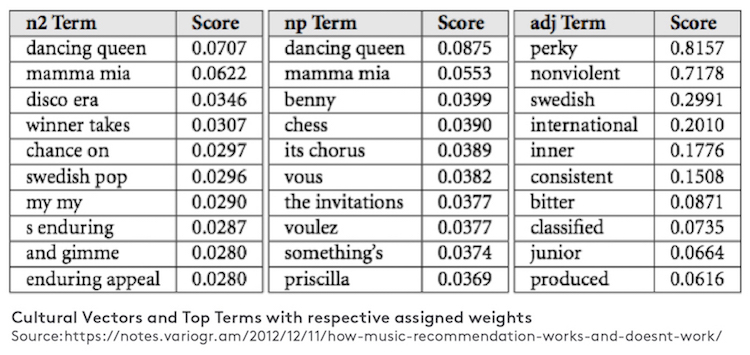 n2 Term Score np Term Score adj Term Score
dancing queen 0.0707 dancing queen 0.0875 perky 0.8157
mamma mia 0.0622 mamma mia 0.0553 nonviolent 0.7178
disco era 0.0346 benny 0.0399 swedish 0.2991
winner takes 0.0307 chess 0.0390 international 0.2010
chance on 0.0297 its chorus 0.0389 inner 0.1776
swedish pop 0.0296 vous 0.0382 consistent 0.1508
my my 0.0290 the invitations 0.0377 bitter 0.0871
s enduring 0.0287 voulez 0.0377 classified 0.0735
and gimme 0.0280 something's 0.0374 junior 0.0664
enduring appeal 0.0280 priscilla 0.0369 produced 0.0616
Cultural Vectors and Top Terms with respective assigned weights
Source:https://notes.variogr.am/2012/12/11/how-music-recommendation-works-and-doesnt-work/